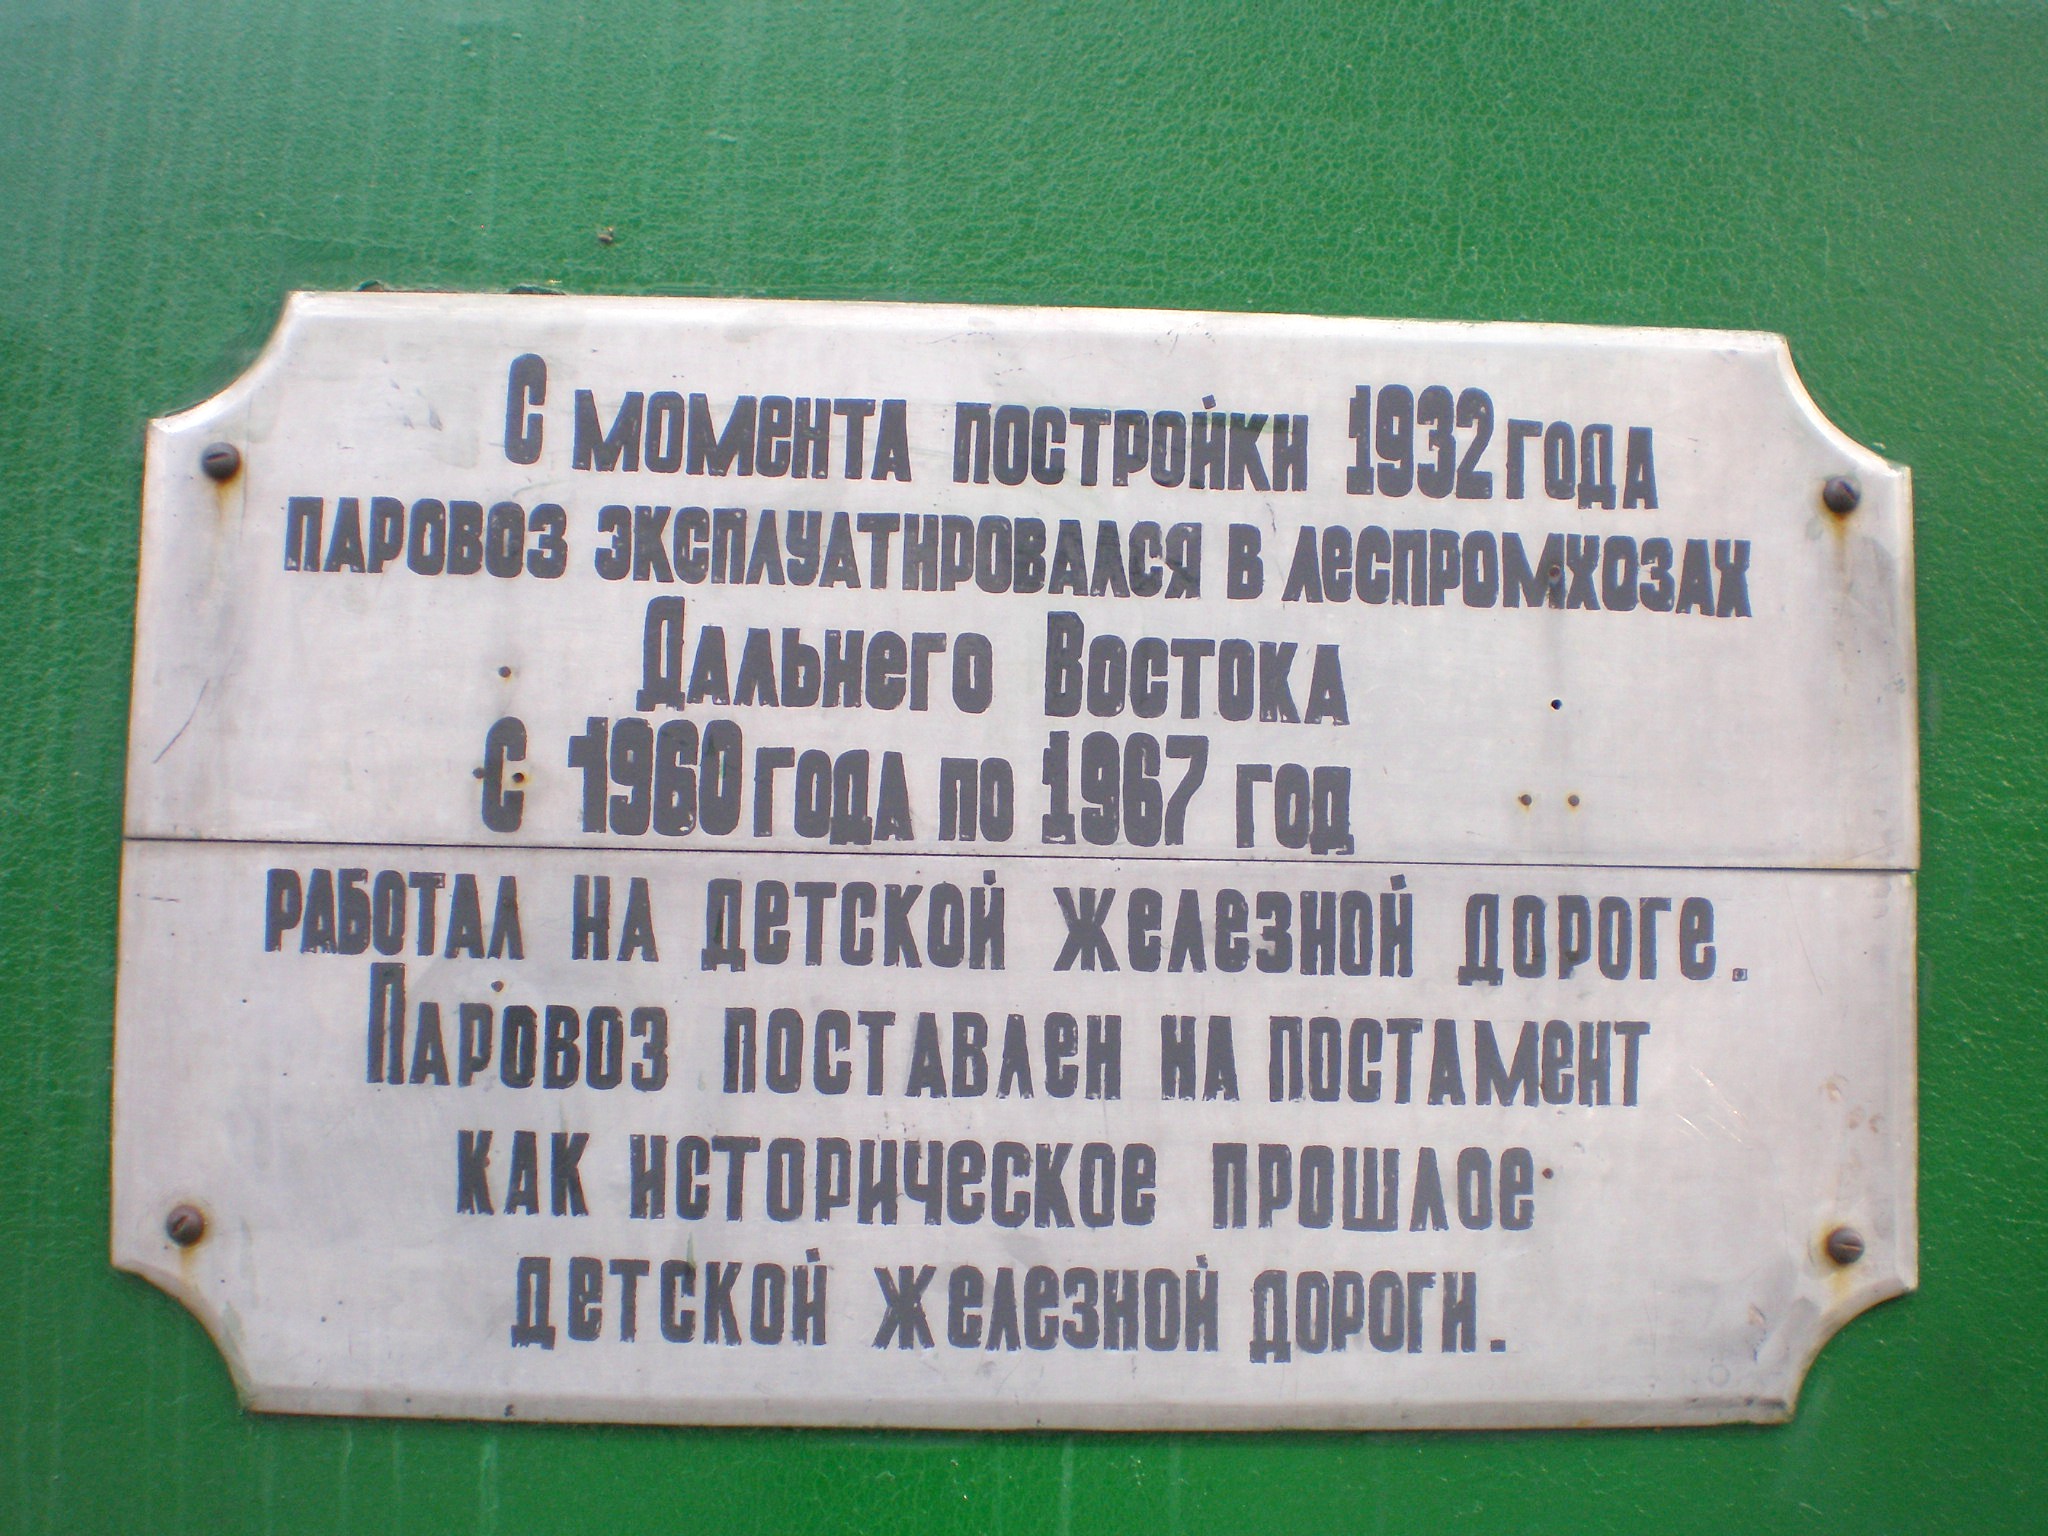 С момента постройки 1932 года
паровоз эксплуатировался в леспромхозах
Дальнего Востока
С 1960 года по 1967 год
работал на детской железной дороге.
Паровоз поставлен на постамент
как историческое прошлое
детской железной дороги.